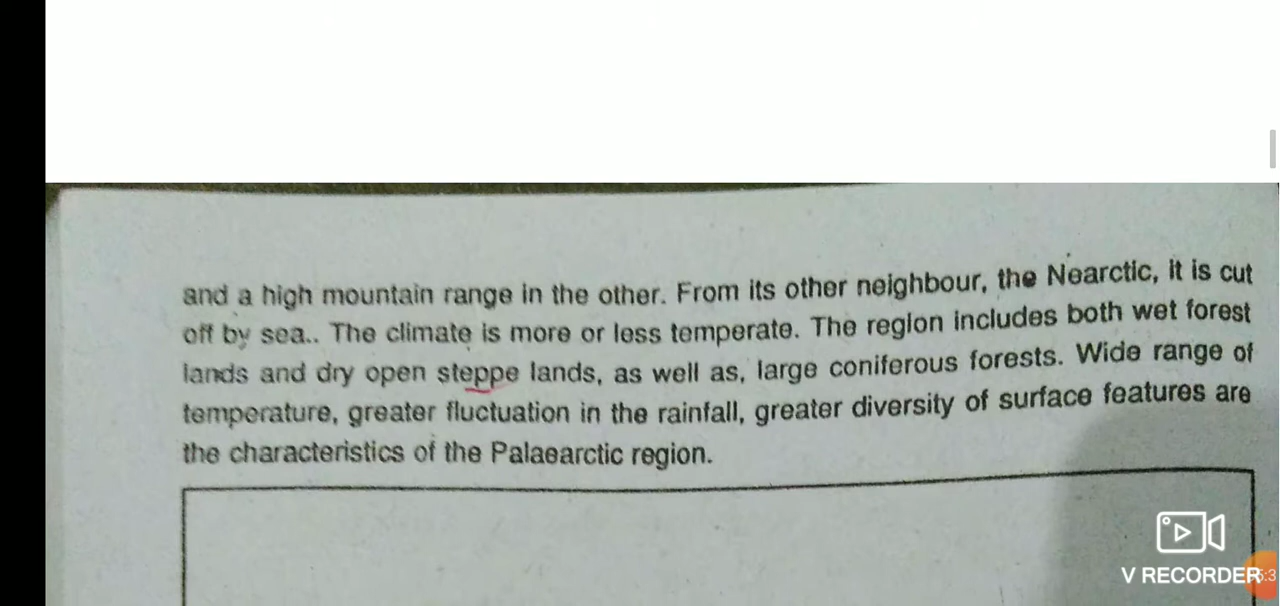 and a high mountain range in the other. From its other neighbour, the Nearctic, it is cut
off by sea.. The climate is more or less temperate. The region includes both wet forest
lands and dry open steppe lands, as well as, large coniferous forests. Wide range of
temperature, greater fluctuation in the rainfall, greater diversity of surface features are
the characteristics of the Palaearctic region.
V RECORDER